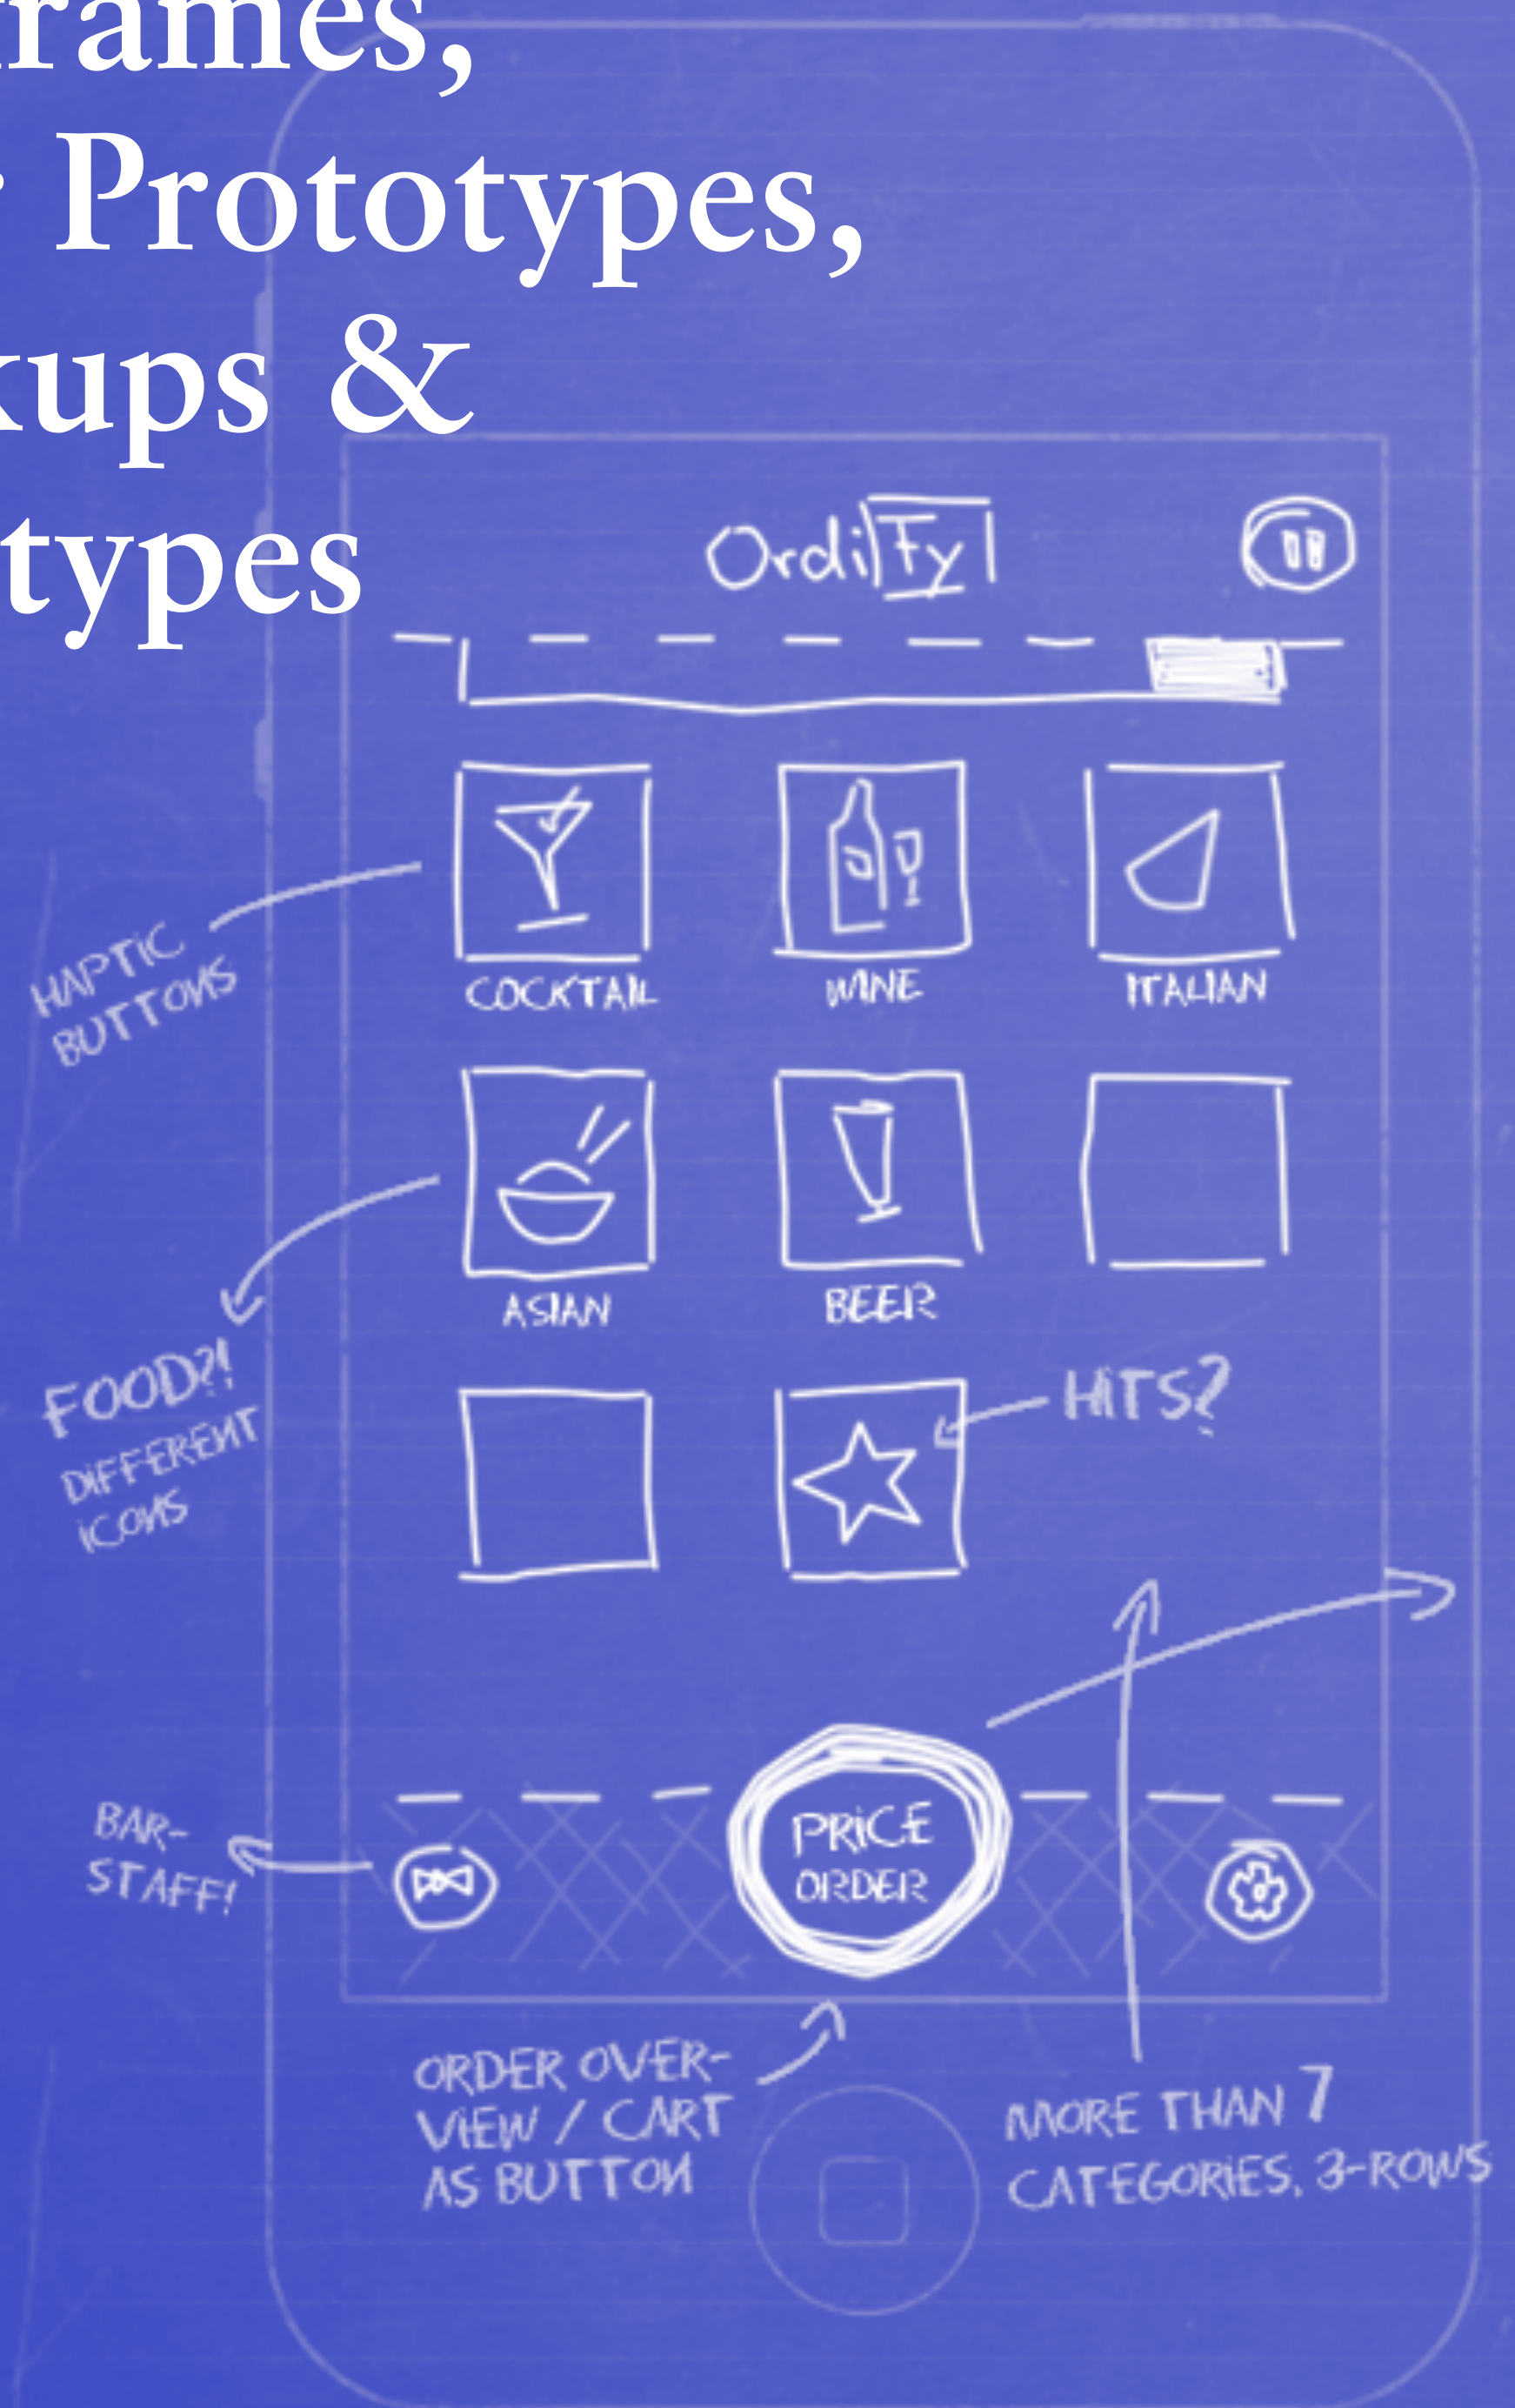 rames,
Prototypes,
kups &
types
OrdiFy
COCKTAIL
WINE
ITALIAN
HAPTIC
BUTTONS
ASIAN
BEER
FOOD?!
DIFFERENT
ICONS
HITS?
PRICE
ORDER
BAR-
STAFF!
ORDER OVER-
VIEW / CART
AS BUTTON
MORE THAN 7
CATEGORIES, 3-ROWS